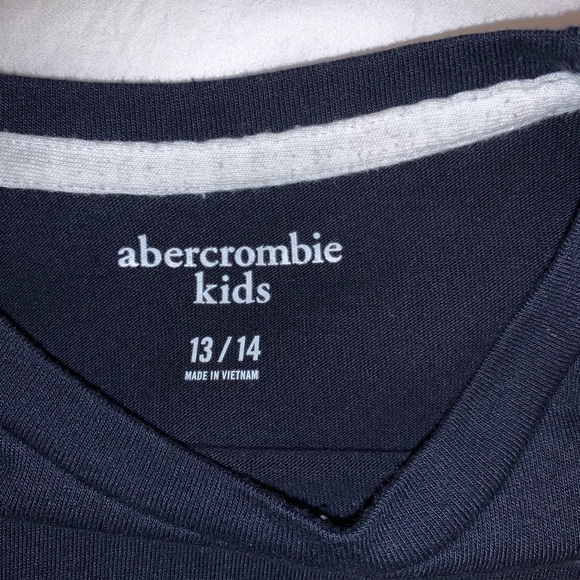 abercrombie
kids
13 / 14
MADE IN VIETNAM